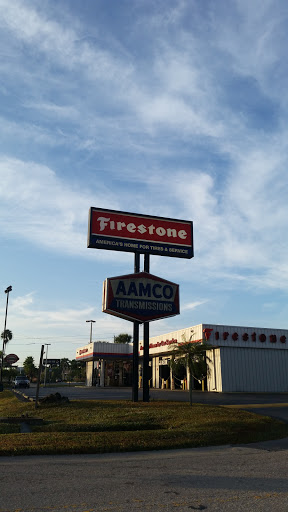 Firestone
AMERICA'S HOME FOR TIRES & SERVICE
AAMCO
TRANSMISSIONS
FIRESTONE